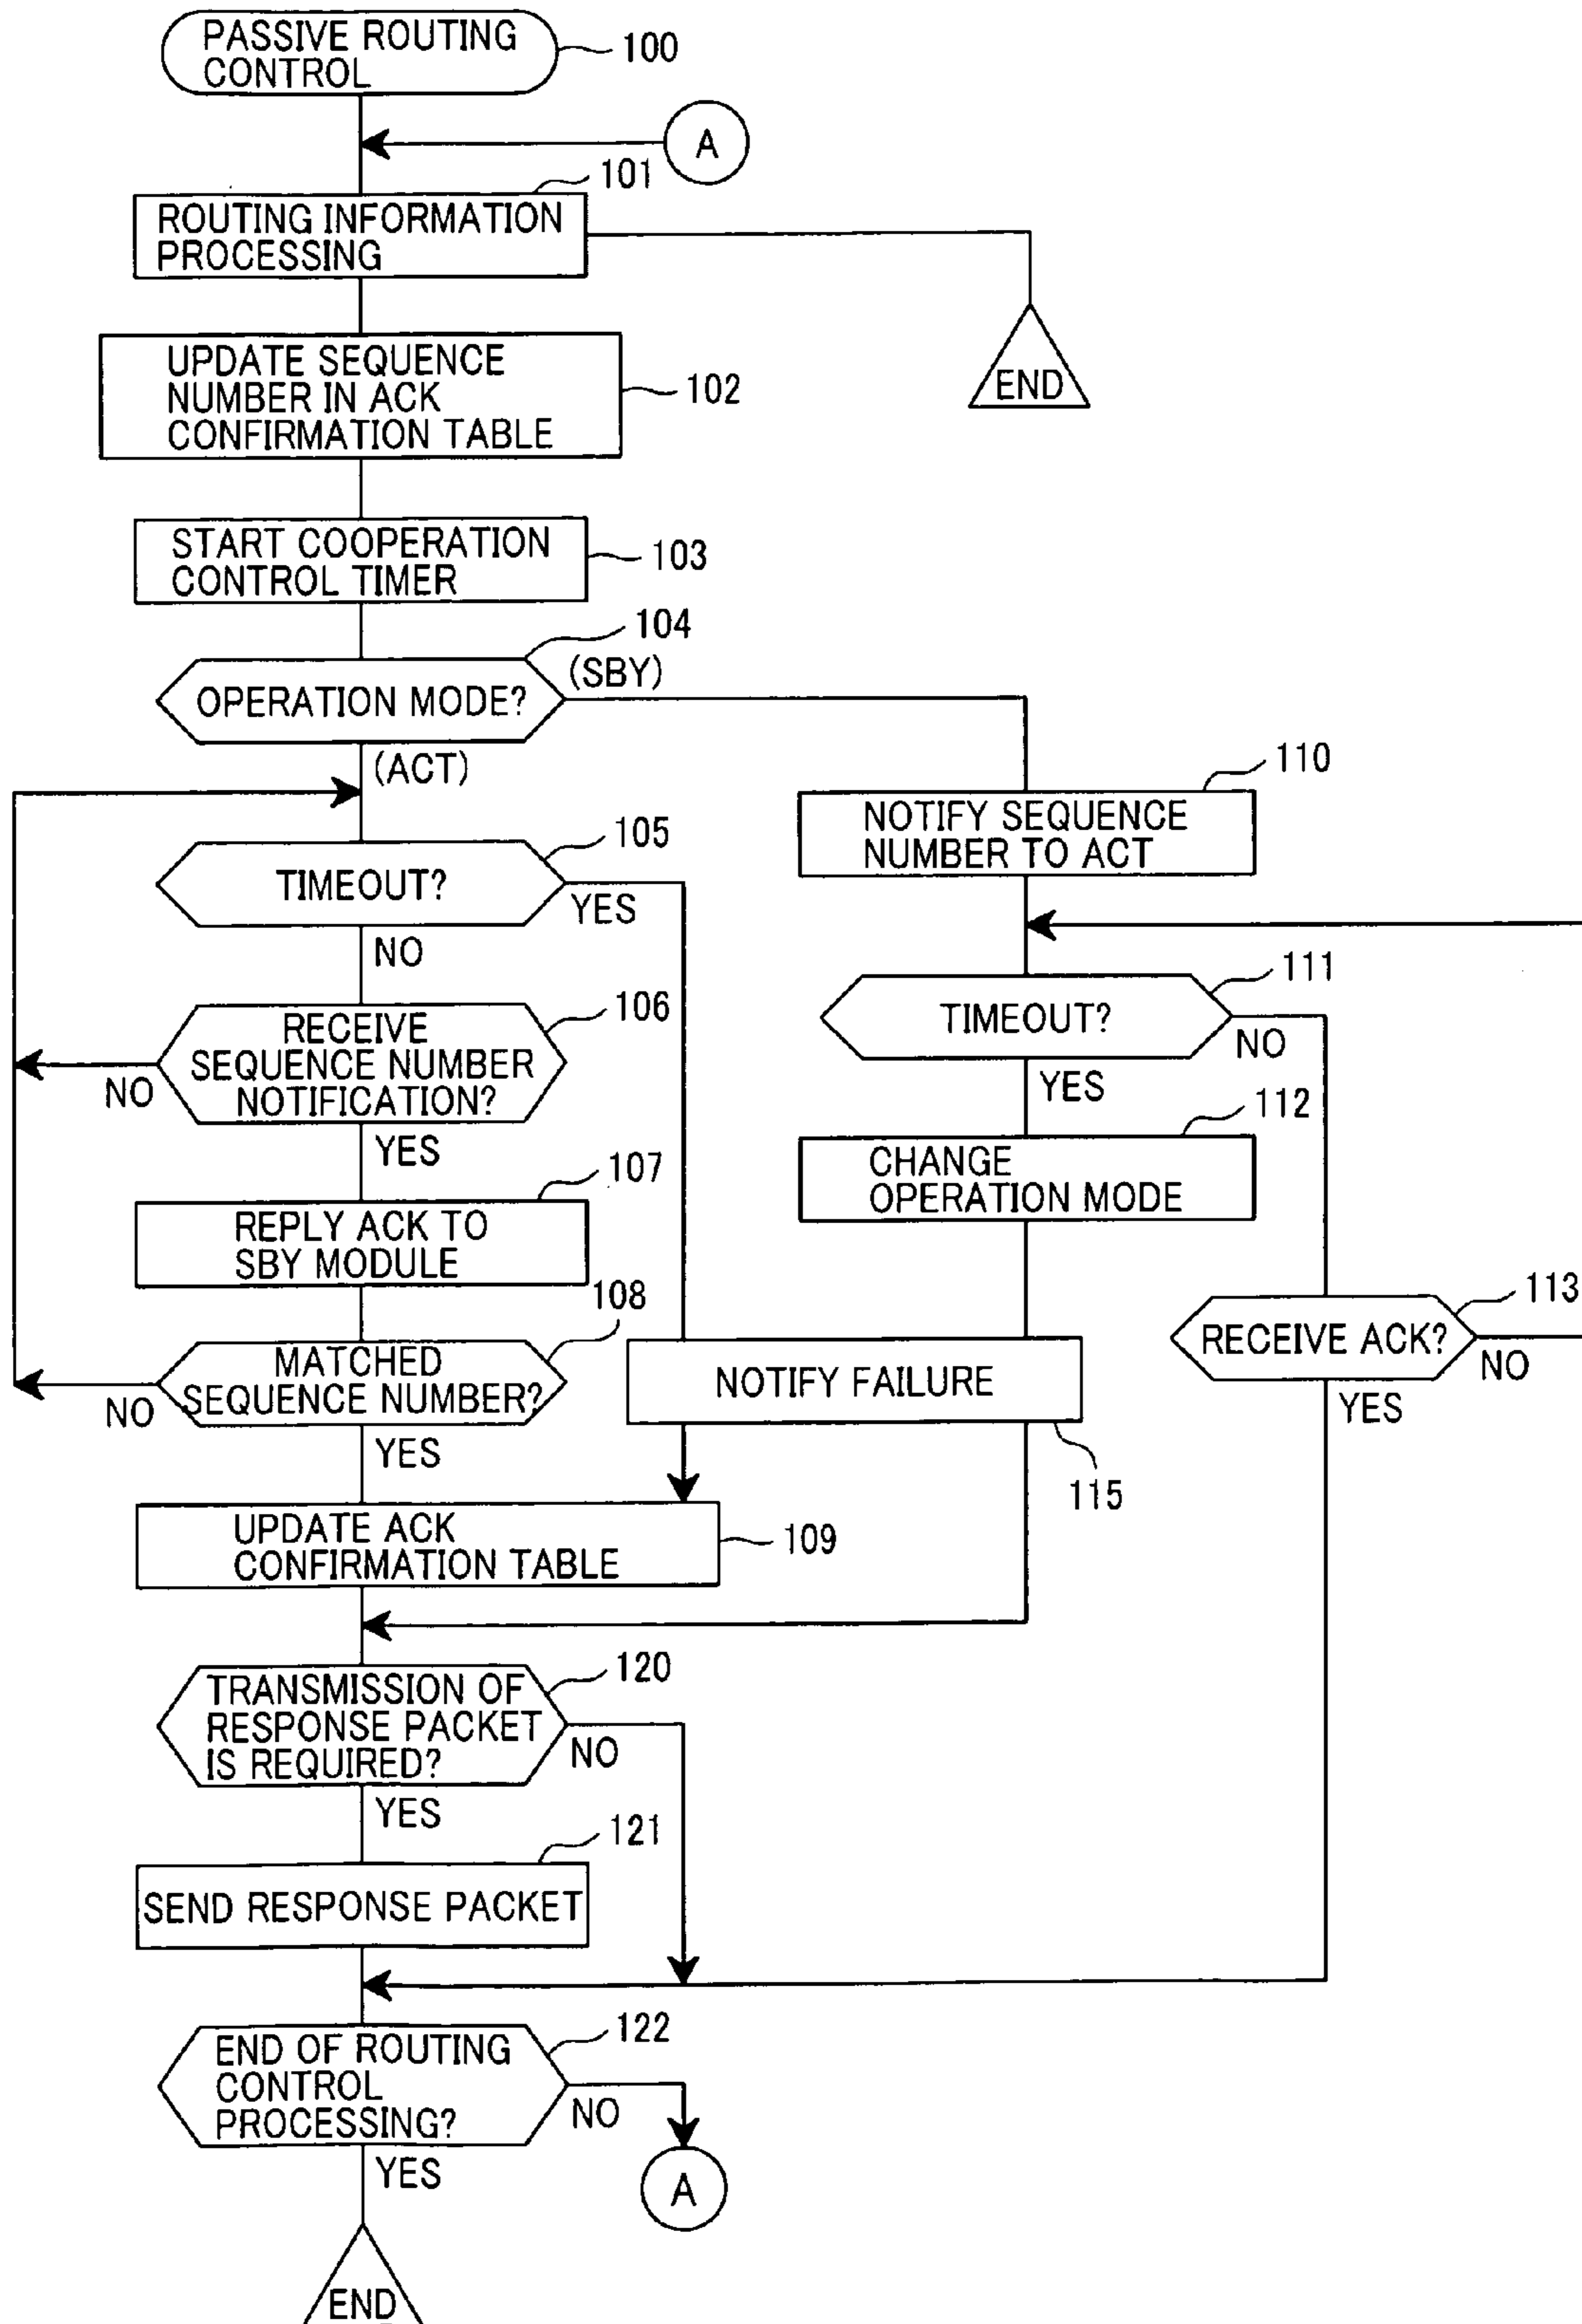 PASSIVE ROUTING
CONTROL
100
A
101
ROUTING INFORMATION
PROCESSING
END
UPDATE SEQUENCE
NUMBER IN ACK
CONFIRMATION TABLE
102
START COOPERATION
CONTROL TIMER
103
104
OPERATION MODE?
(SBY)
(ACT)
105
TIMEOUT?
YES
NO
106
RECEIVE
SEQUENCE NUMBER
NOTIFICATION?
NO
YES
107
REPLY ACK TO
SBY MODULE
108
MATCHED
SEQUENCE NUMBER?
NO
YES
UPDATE ACK
CONFIRMATION TABLE
109
110
NOTIFY SEQUENCE
NUMBER TO ACT
111
TIMEOUT?
NO
YES
112
CHANGE
OPERATION MODE
113
RECEIVE ACK?
NO
YES
NOTIFY FAILURE
115
120
TRANSMISSION OF
RESPONSE PACKET
IS REQUIRED?
NO
YES
121
SEND RESPONSE PACKET
122
END OF ROUTING
CONTROL
PROCESSING?
NO
YES
A
END